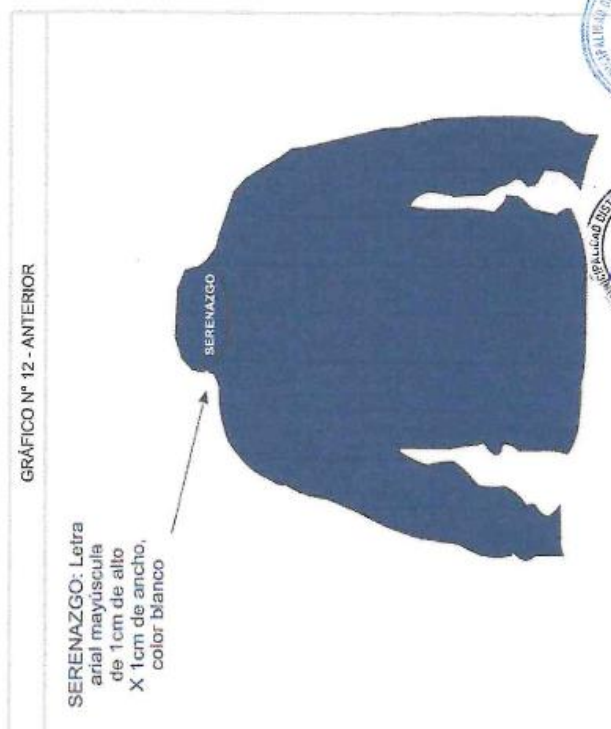 GRÁFICO N° 12 - ANTERIOR
SERENAZGO: Letra
arial mayúscula
de 1cm de alto
X 1cm de ancho,
color blanco
SERENAZGO